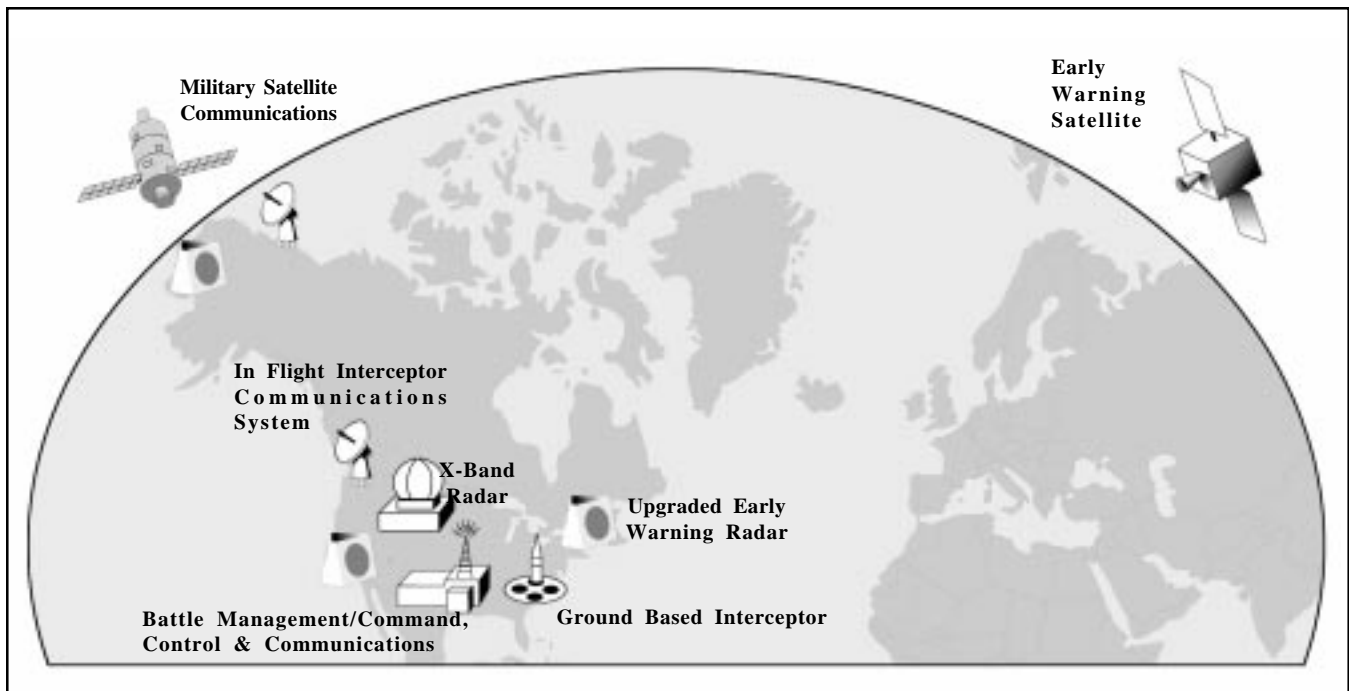 Military Satellite
Communications
Early
Warning
Satellite
In Flight Interceptor
Communications
System
X-Band
Radar
Upgraded Early
Warning Radar
Battle Management/Command,
Control & Communications
Ground Based Interceptor